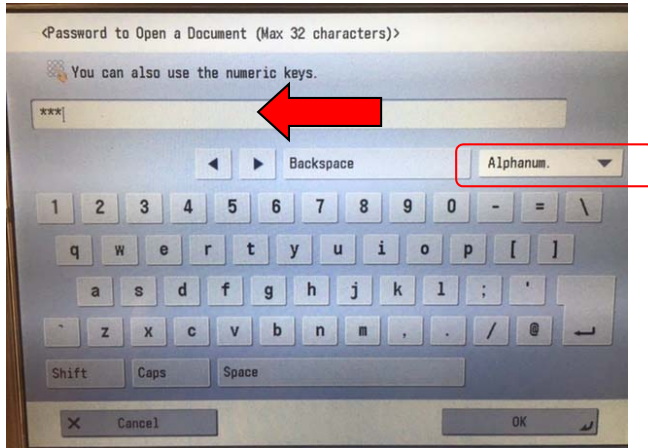 <Password to Open a Document (Max 32 characters)>
You can also use the numeric keys.
***
◀ ▶ Backspace Alphanum. ▼
1 2 3 4 5 6 7 8 9 0 - = \
q w e r t y u i o p [ ]
a s d f g h j k l ; '
` z x c v b n m , . / @
Shift Caps Space
× Cancel OK